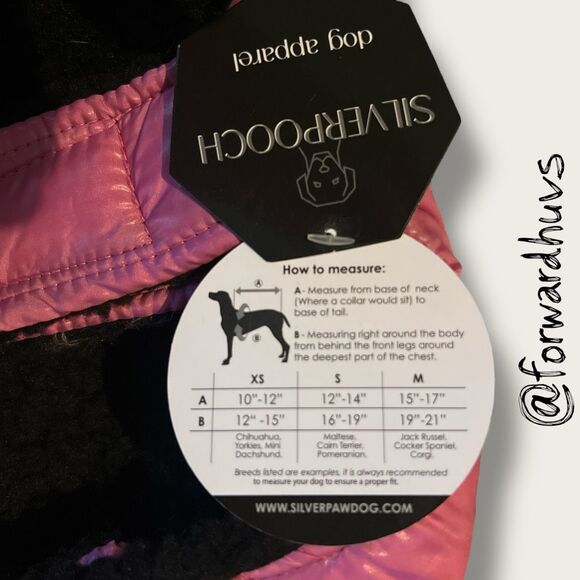 dog apparel
SILVERPOOCH
How to measure:
A - Measure from base of neck
(Where a collar would sit) to
base of tail.
B - Measuring right around the body
from behind the front legs around
the deepest part of the chest.
A
B
XS S M
A 10"-12" 12"-14" 15"-17"
B 12"-15" 16"-19" 19"-21"
Chihuahua, Maltese, Jack Russel,
Yorkies, Mini Cairn Terrier, Cocker Spaniel,
Dachshund. Pomeranian. Corgi.
Breeds listed are examples, it is always recommended
to measure your dog to ensure a proper fit.
WWW.SILVERPAWDOG.COM
@forwardhuvs